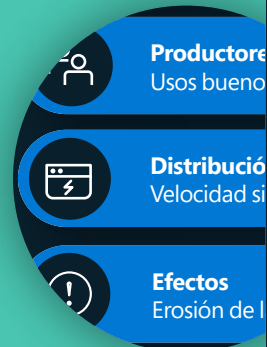 Productore
Usos bueno
Distribució
Velocidad si
Efectos
Erosión de l